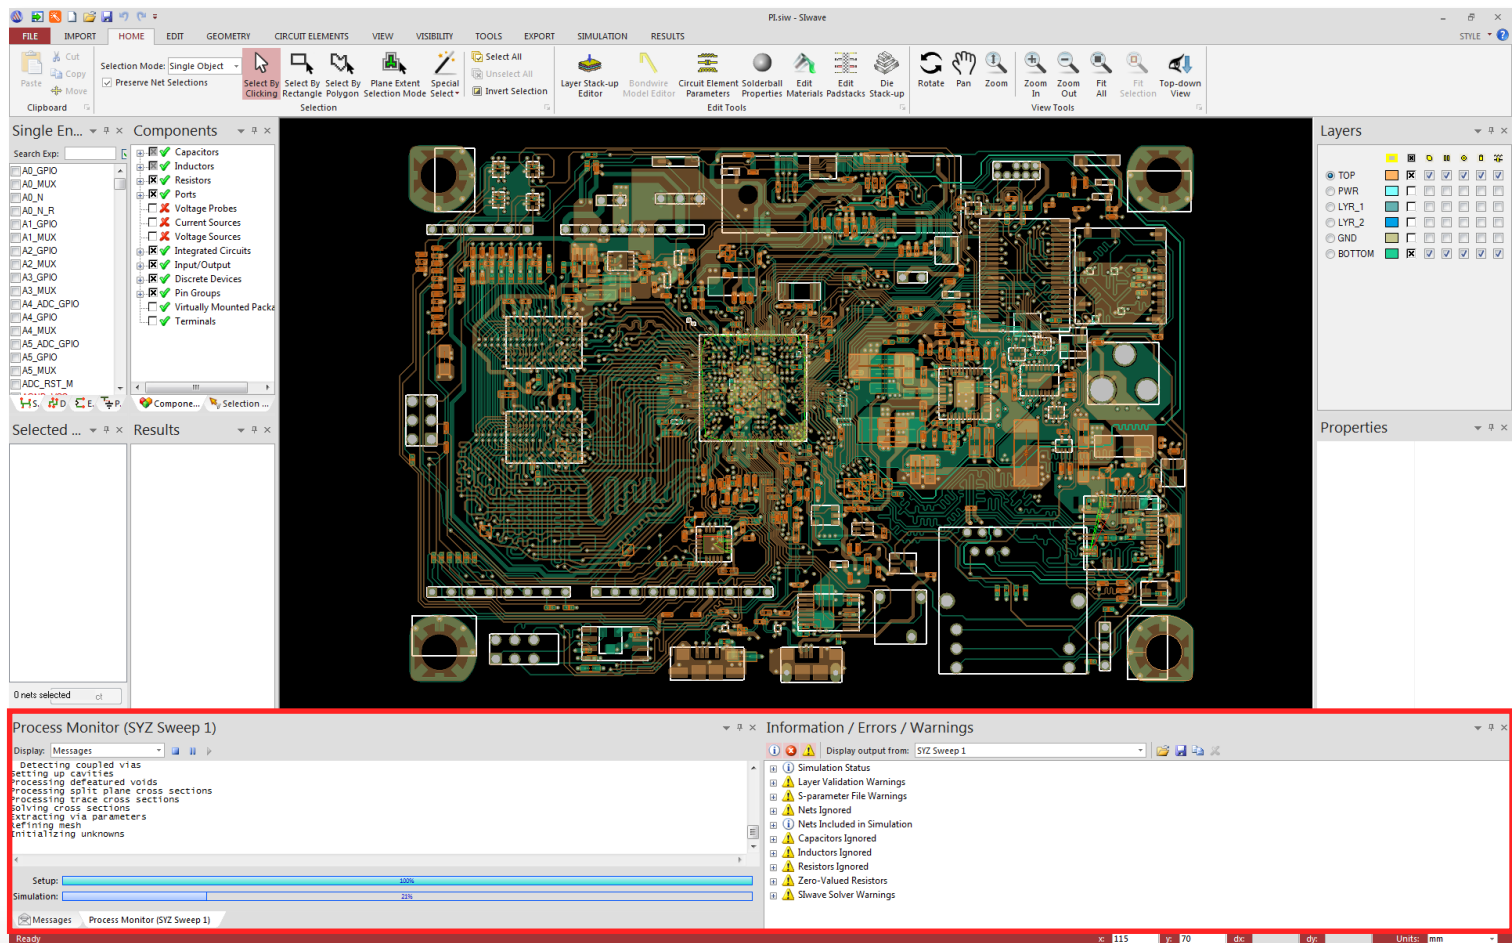 PI.siw - SIwave
FILE IMPORT HOME EDIT GEOMETRY CIRCUIT ELEMENTS VIEW VISIBILITY TOOLS EXPORT SIMULATION RESULTS STYLE
Paste
Cut
Copy
Move
Clipboard
Selection Mode: Single Object
Preserve Net Selections
Select By Clicking
Select By Rectangle
Select By Polygon
Plane Extent Selection Mode
Special Select
Select All
Unselect All
Invert Selection
Selection
Layer Stack-up Editor
Bondwire Model Editor
Circuit Element Parameters
Solderball Properties
Edit Materials
Edit Padstacks
Die Stack-up
Edit Tools
Rotate
Pan
Zoom
Zoom In
Zoom Out
Fit All
Fit Selection
Top-down View
View Tools
Single En...
Search Exp:
A0_GPIO
A0_MUX
A0_N
A0_N_R
A1_GPIO
A1_MUX
A2_GPIO
A2_MUX
A3_GPIO
A3_MUX
A4_ADC_GPIO
A4_GPIO
A4_MUX
A5_ADC_GPIO
A5_GPIO
A5_MUX
ADC_RST_M
S. D E. P.
Components
Capacitors
Inductors
Resistors
Ports
Voltage Probes
Current Sources
Voltage Sources
Integrated Circuits
Input/Output
Discrete Devices
Pin Groups
Virtually Mounted Packa
Terminals
Compone... Selection ...
Selected ...
0 nets selected ct
Results
Layers
TOP
PWR
LYR_1
LYR_2
GND
BOTTOM
Properties
Process Monitor (SYZ Sweep 1)
Display: Messages
Detecting coupled vias
Setting up cavities
Processing defeatured voids
Processing split plane cross sections
Processing trace cross sections
Solving cross sections
Extracting via parameters
Refining mesh
Initializing unknowns
Setup: 100%
Simulation: 21%
Messages Process Monitor (SYZ Sweep 1)
Information / Errors / Warnings
Display output from: SYZ Sweep 1
Simulation Status
Layer Validation Warnings
S-parameter File Warnings
Nets Ignored
Nets Included in Simulation
Capacitors Ignored
Inductors Ignored
Resistors Ignored
Zero-Valued Resistors
SIwave Solver Warnings
Ready x: 115 y: 70 dx: dy: Units: mm